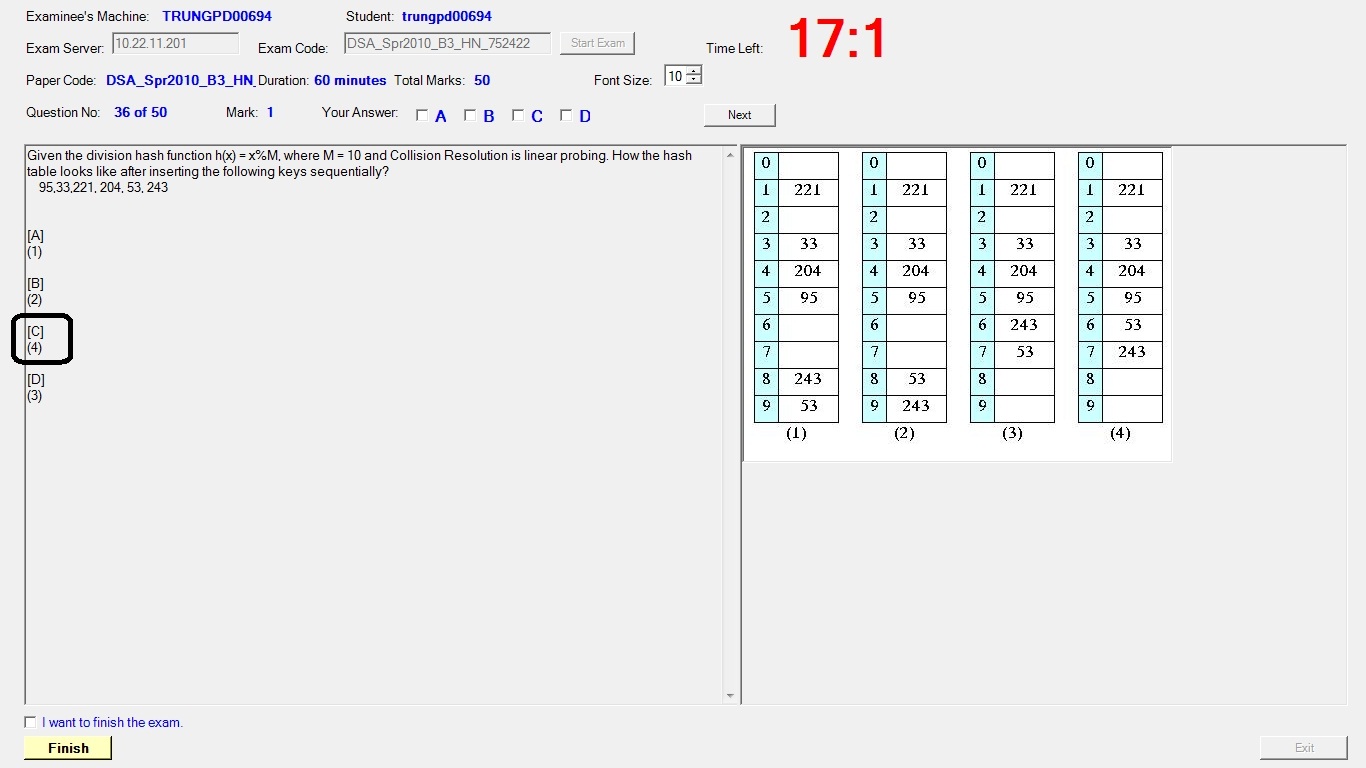 Examinee's Machine: TRUNGPD00694 Student: trungpd00694
Exam Server: 10.22.11.201 Exam Code: DSA_Spr2010_B3_HN_752422 Start Exam Time Left: 17:1
Paper Code: DSA_Spr2010_B3_HN_ Duration: 60 minutes Total Marks: 50 Font Size: 10
Question No: 36 of 50 Mark: 1 Your Answer: A B C D Next
Given the division hash function h(x) = x%M, where M = 10 and Collision Resolution is linear probing. How the hash
table looks like after inserting the following keys sequentially?
95,33,221, 204, 53, 243
[A]
(1)
[B]
(2)
[C]
(4)
[D]
(3)
0 0 0 0
1 221 1 221 1 221 1 221
2 2 2 2
3 33 3 33 3 33 3 33
4 204 4 204 4 204 4 204
5 95 5 95 5 95 5 95
6 6 6 243 6 53
7 7 7 53 7 243
8 243 8 53 8 8
9 53 9 243 9 9
(1) (2) (3) (4)
I want to finish the exam.
Finish Exit